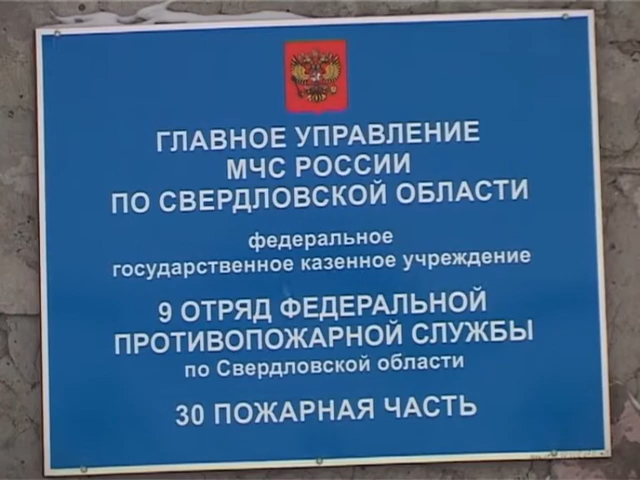 ГЛАВНОЕ УПРАВЛЕНИЕ
МЧС РОССИИ
ПО СВЕРДЛОВСКОЙ ОБЛАСТИ
федеральное
государственное казенное учреждение
9 ОТРЯД ФЕДЕРАЛЬНОЙ
ПРОТИВОПОЖАРНОЙ СЛУЖБЫ
по Свердловской области
30 ПОЖАРНАЯ ЧАСТЬ